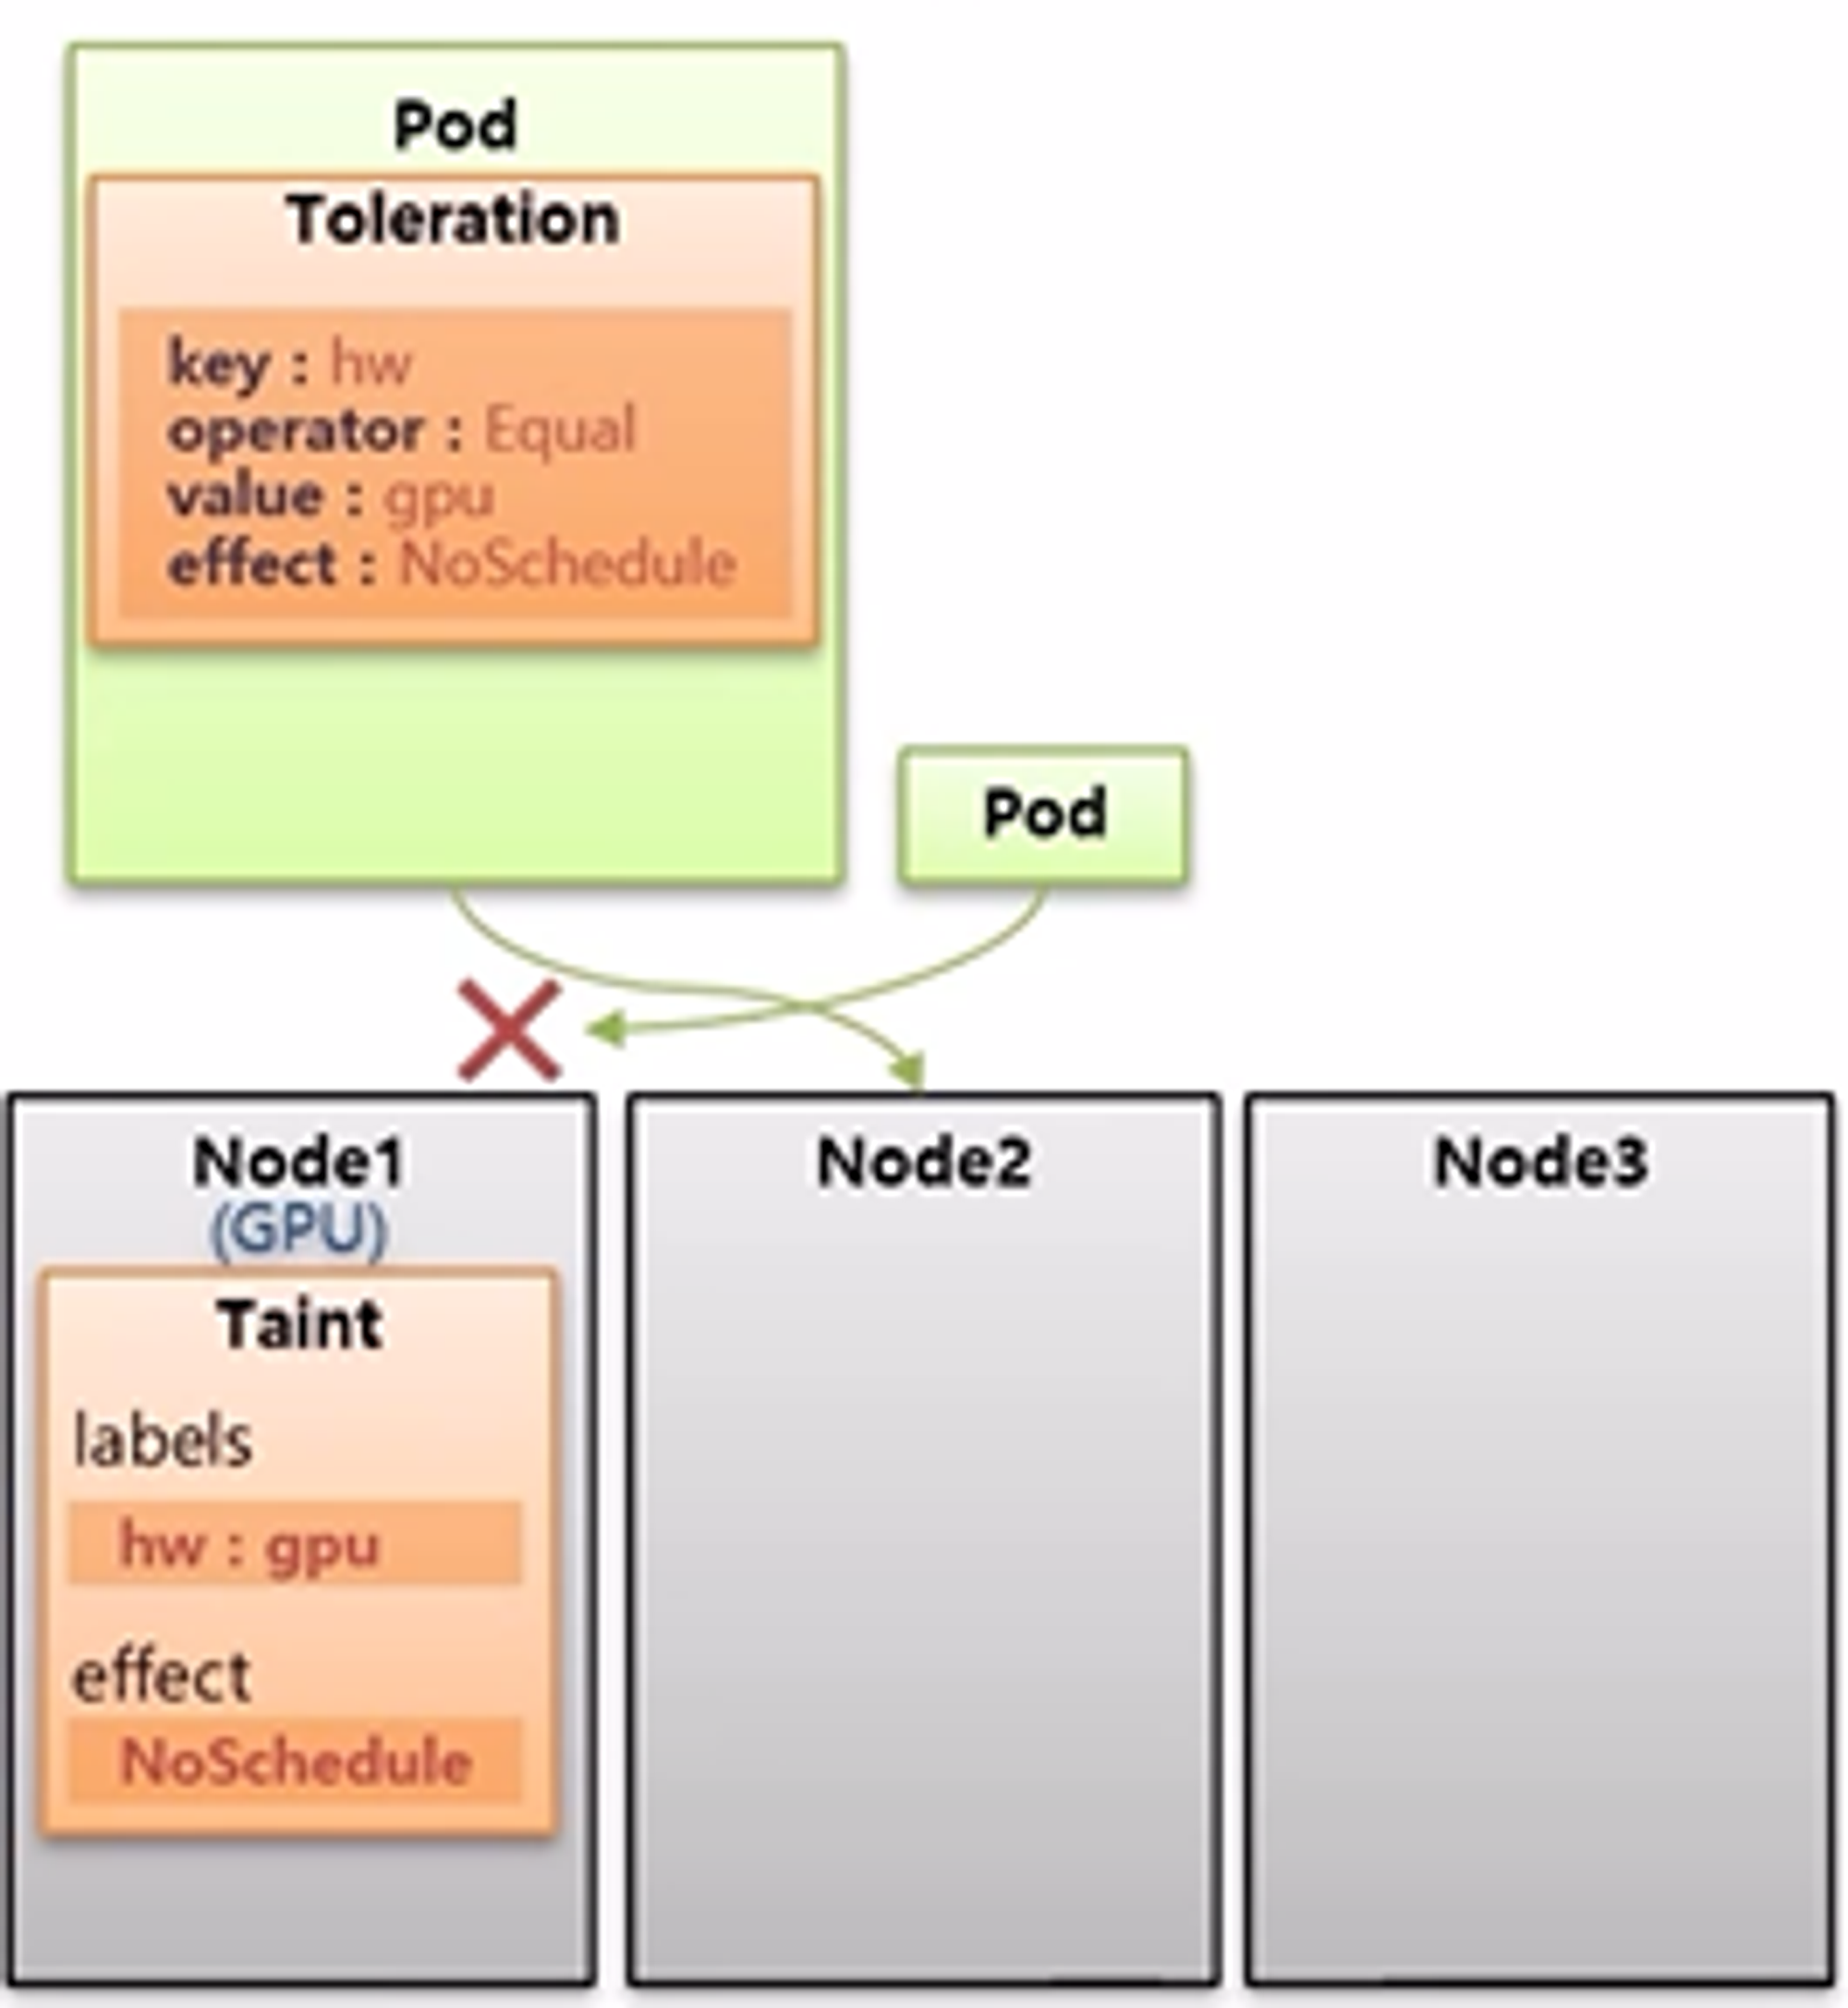 Pod
Toleration
key : hw
operator : Equal
value : gpu
effect : NoSchedule
Pod
Node1
(GPU)
Taint
labels
hw : gpu
effect
NoSchedule
Node2
Node3